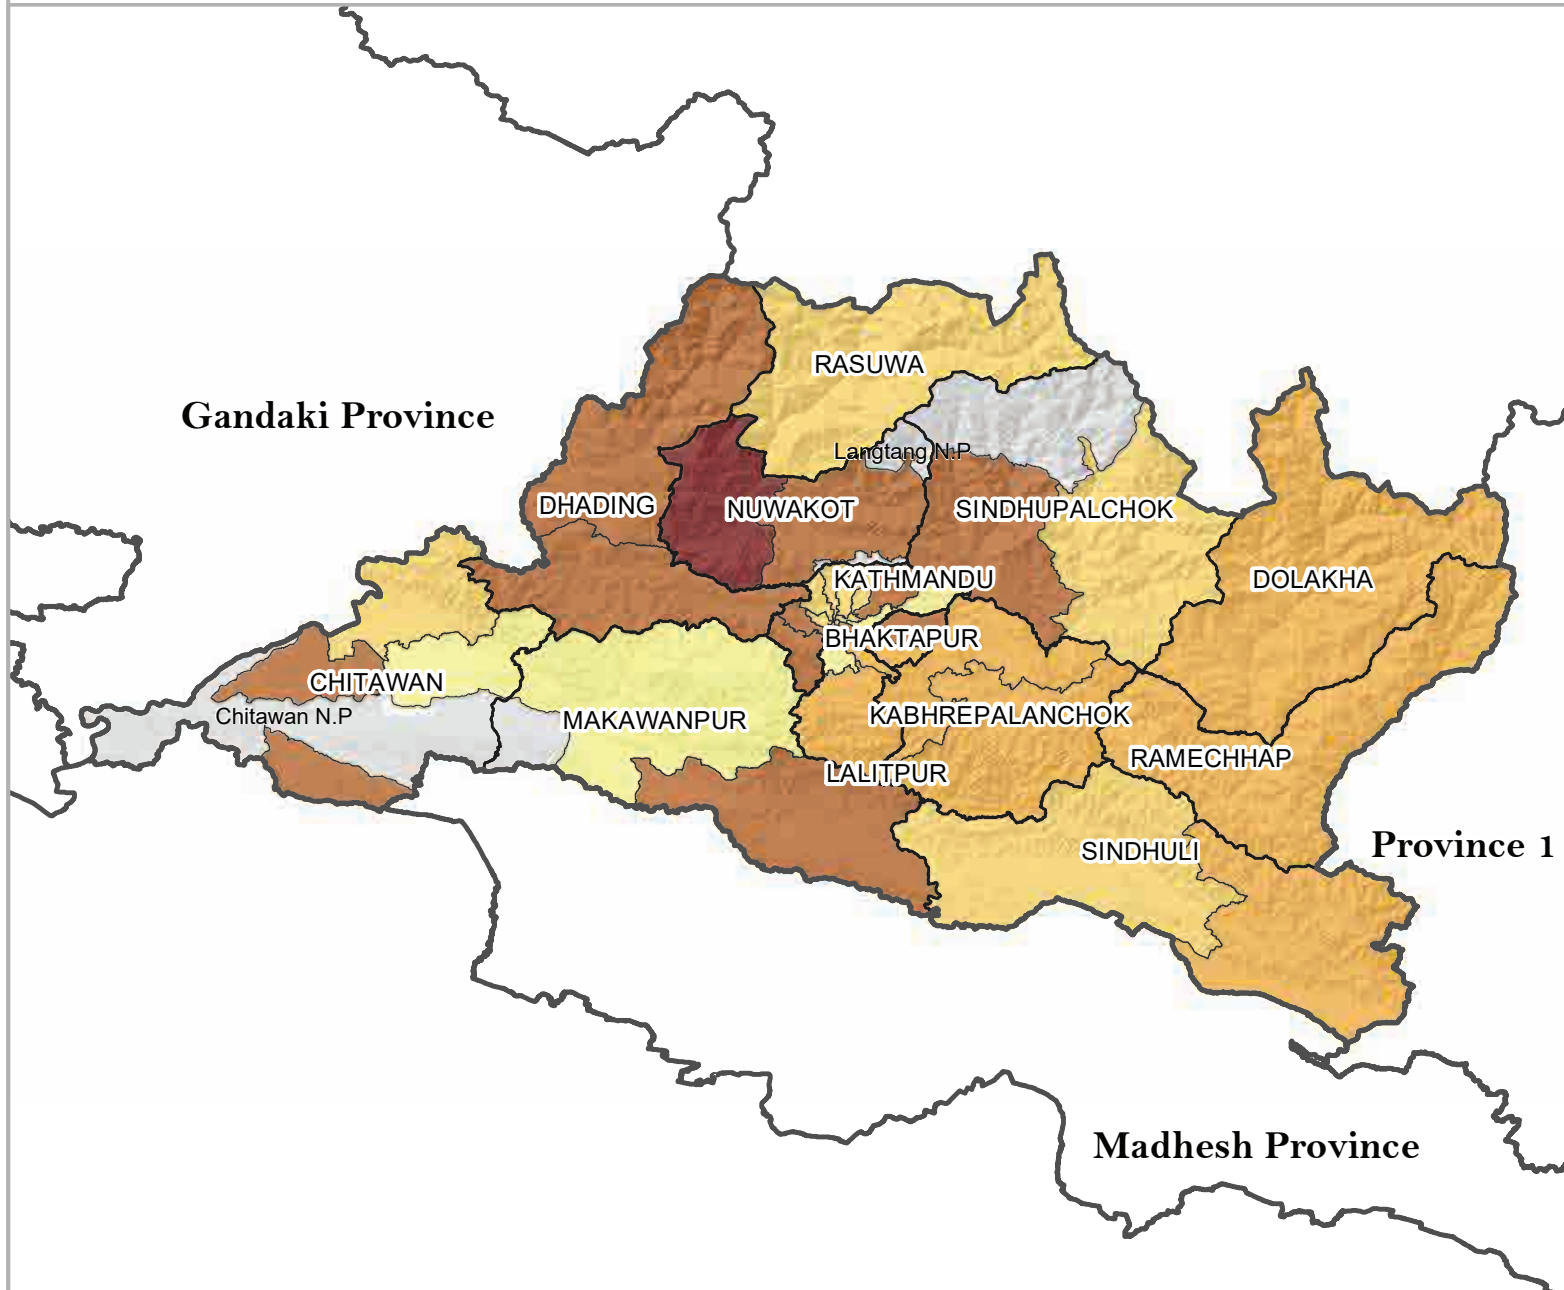 RASUWA
Gandaki Province
Langtang N.P
DHADING
NUWAKOT
SINDHUPALCHOK
KATHMANDU
DOLAKHA
BHAKTAPUR
CHITAWAN
Chitawan N.P
MAKAWANPUR
KABHREPALANCHOK
RAMECHHAP
LALITPUR
SINDHULI
Province 1
Madhesh Province